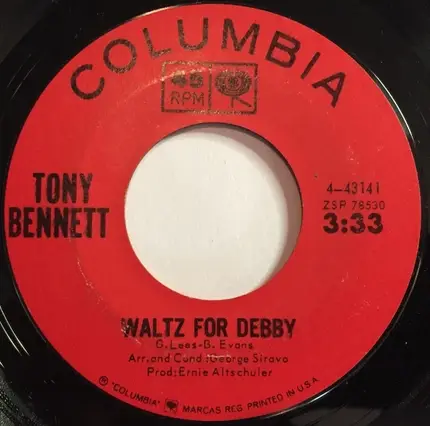 COLUMBIA
45
RPM
TONY
BENNETT
4-43141
ZSP 78530
3:33
WALTZ FOR DEBBY
G. Lees-B. Evans
Arr. and Cond: George Siravo
Prod: Ernie Altschuler
® "COLUMBIA" MARCAS REG. PRINTED IN U.S.A.